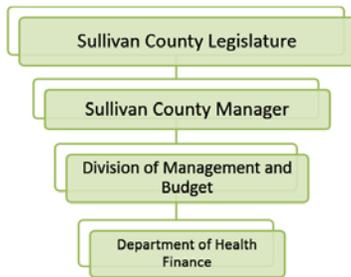 Sullivan County Legislature
Sullivan County Manager
Division of Management and
Budget
Department of Health
Finance